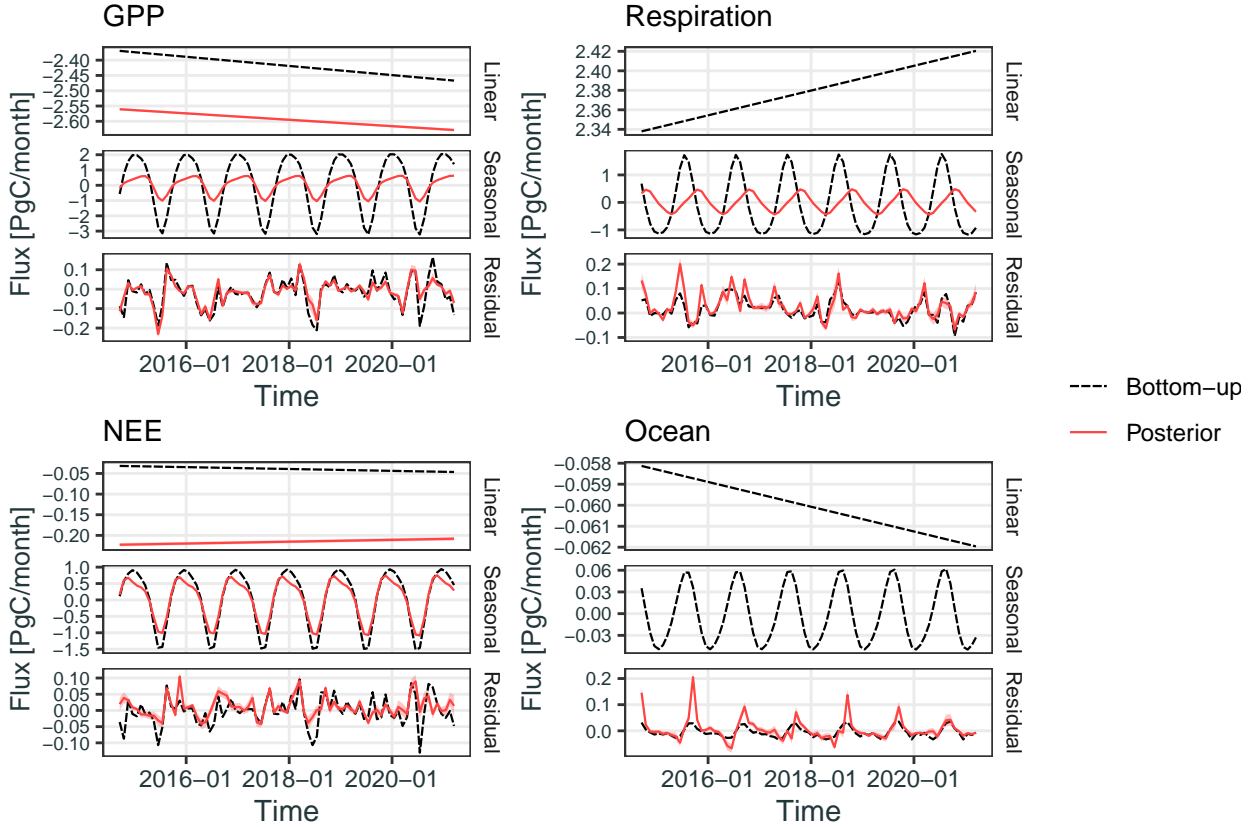 GPP
Flux [PgC/month]
−2.40
−2.45
−2.50
−2.55
−2.60
Linear
2
1
0
−1
−2
−3
Seasonal
0.1
0.0
−0.1
−0.2
Residual
2016−01
2018−01
2020−01
Time
Respiration
Flux [PgC/month]
2.42
2.40
2.38
2.36
2.34
Linear
1
0
−1
Seasonal
0.2
0.1
0.0
−0.1
Residual
2016−01
2018−01
2020−01
Time
NEE
Flux [PgC/month]
−0.05
−0.10
−0.15
−0.20
Linear
1.0
0.5
0.0
−0.5
−1.0
−1.5
Seasonal
0.10
0.05
0.00
−0.05
−0.10
Residual
2016−01
2018−01
2020−01
Time
Ocean
Flux [PgC/month]
−0.058
−0.059
−0.060
−0.061
−0.062
Linear
0.06
0.03
0.00
−0.03
Seasonal
0.2
0.1
0.0
Residual
2016−01
2018−01
2020−01
Time
Bottom−up
Posterior